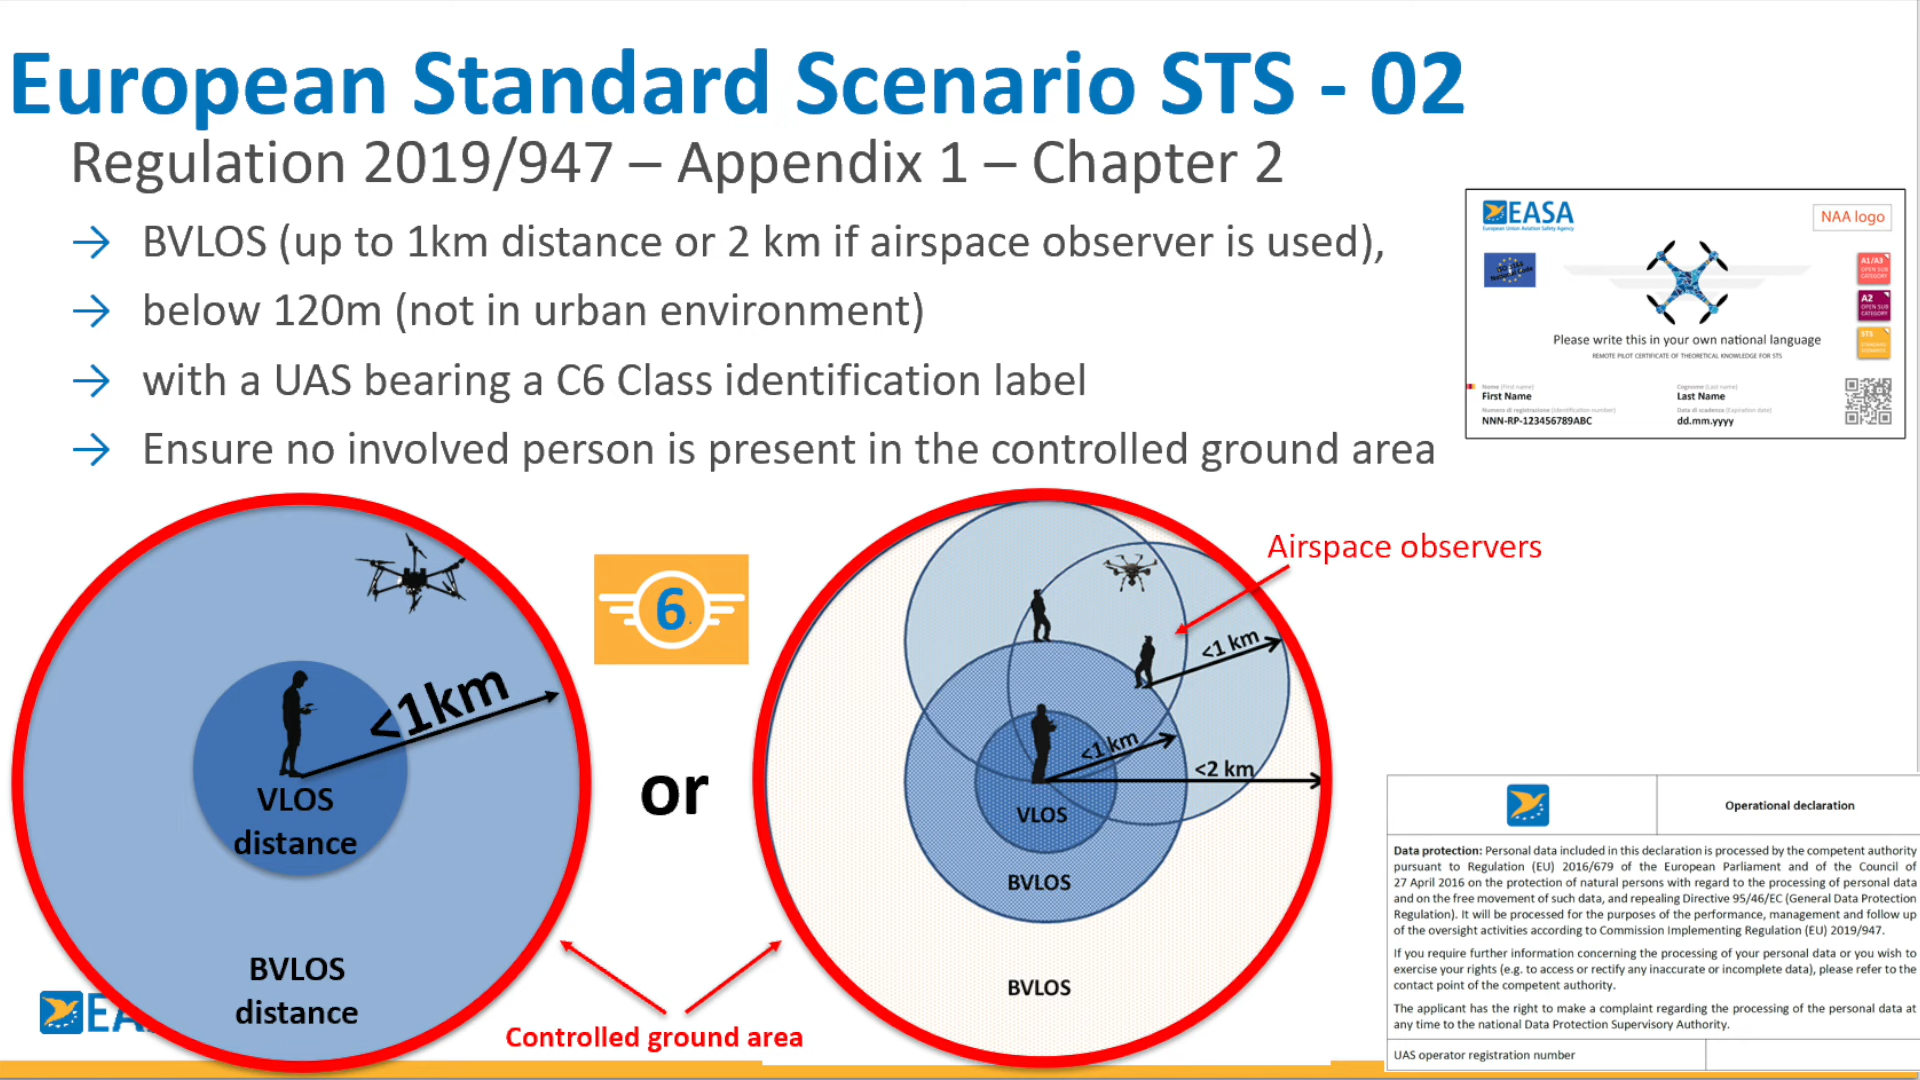 European Standard Scenario STS - 02
Regulation 2019/947 – Appendix 1 – Chapter 2
→ BVLOS (up to 1km distance or 2 km if airspace observer is used),
→ below 120m (not in urban environment)
→ with a UAS bearing a C6 Class identification label
→ Ensure no involved person is present in the controlled ground area
EASA
European Union Aviation Safety Agency
NAA logo
A1/A3
OPEN SUB
CATEGORY
A2
OPEN SUB
CATEGORY
STS
Please write this in your own national language
REMOTE PILOT CERTIFICATE OF THEORETICAL KNOWLEDGE FOR STS
Name (First name)
First Name
Cognome (Last name)
Last Name
Numero di registrazione (Identification number)
NNN-RP-123456789ABC
Data di scadenza (Expiration date)
dd.mm.yyyy
<1km
VLOS
distance
BVLOS
distance
6
or
Airspace observers
<1 km
<1 km
<2 km
VLOS
BVLOS
BVLOS
Controlled ground area
EA
Operational declaration
Data protection: Personal data included in this declaration is processed by the competent authority
pursuant to Regulation (EU) 2016/679 of the European Parliament and of the Council of
27 April 2016 on the protection of natural persons with regard to the processing of personal data
and on the free movement of such data, and repealing Directive 95/46/EC (General Data Protection
Regulation). It will be processed for the purposes of the performance, management and follow up
of the oversight activities according to Commission Implementing Regulation (EU) 2019/947.
If you require further information concerning the processing of your personal data or you wish to
exercise your rights (e.g. to access or rectify any inaccurate or incomplete data), please refer to the
contact point of the competent authority.
The applicant has the right to make a complaint regarding the processing of the personal data at
any time to the national Data Protection Supervisory Authority.
UAS operator registration number